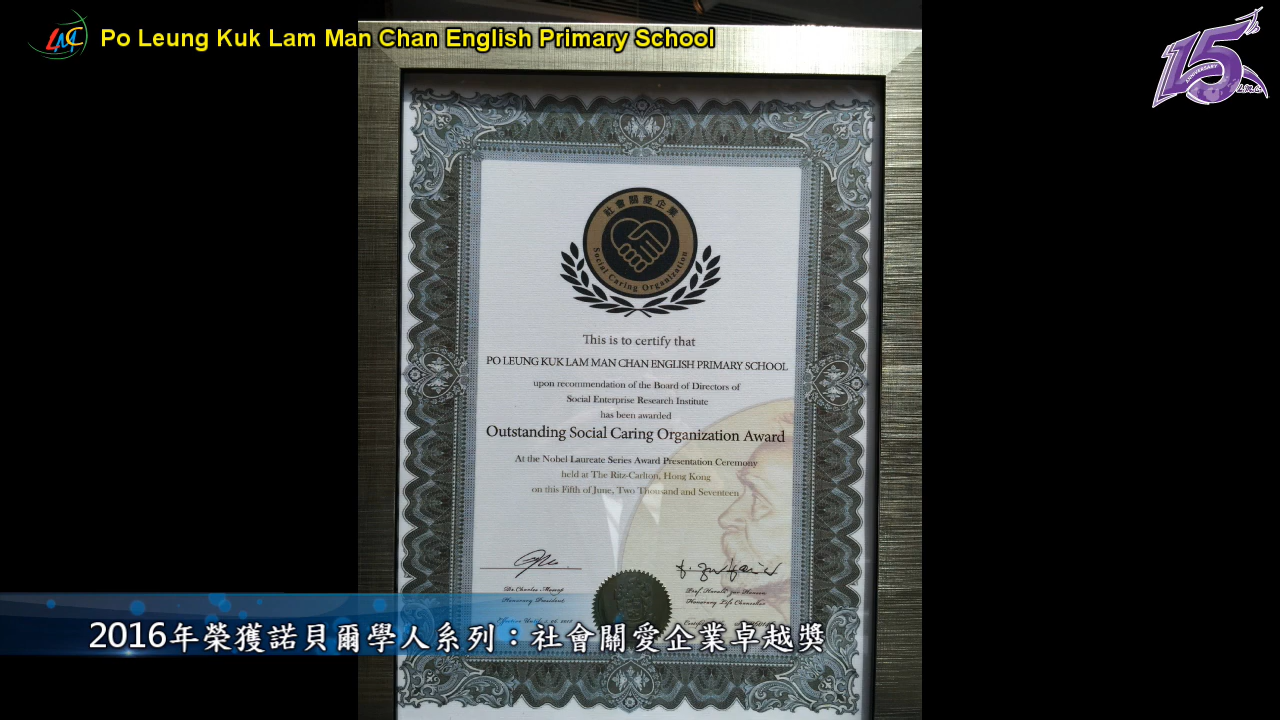 LMC
Po Leung Kuk Lam Man Chan English Primary School
15
ANNIVERSARY
社會關愛企業
Social Caring Organization
This is to certify that
PO LEUNG KUK LAM MAN CHAN ENGLISH PRIMARY SCHOOL
upon recommendation of the Board of Directors of
Social Enterprise Research Institute
has been awarded
Outstanding Social Caring Organization Award
At the Nobel Laureate Series Award Presentation Ceremony
held at The Ritz-Carlton, Hong Kong
on this Fifth of June, Two Thousand and Seventeen
Honorary President
Honorary Life Chancellor
2016年榮獲諾貝爾學人系列：社會關愛企業卓越獎